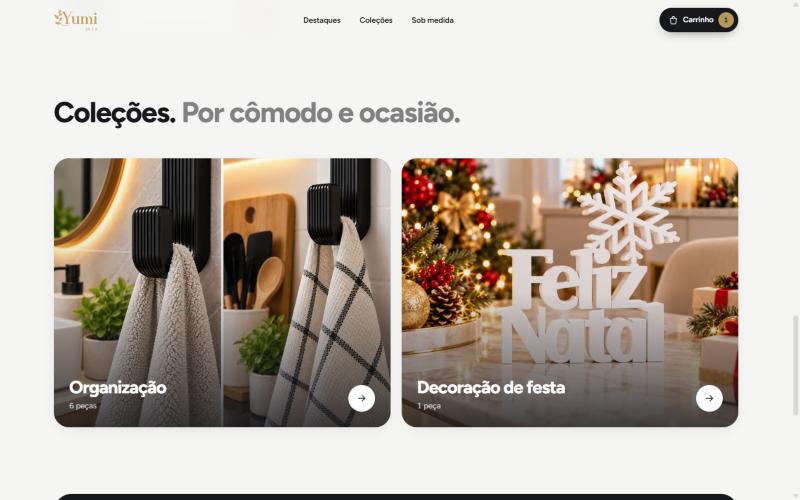 Yumi
mix
Destaques
Coleções
Sob medida
Carrinho
1
Coleções. Por cômodo e ocasião.
Feliz
Natal
Organização
6 peças
Decoração de festa
1 peça